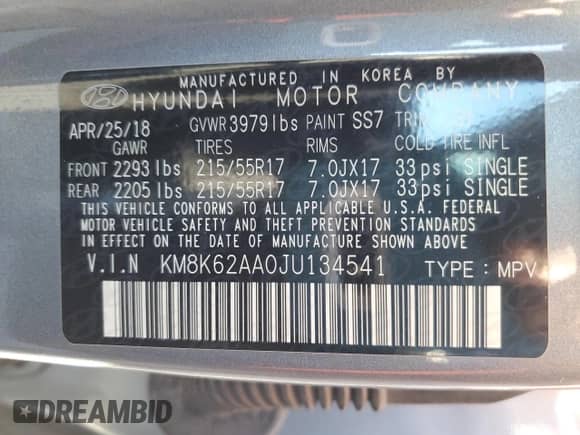 MANUFACTURED IN KOREA BY
HYUNDAI MOTOR COMPANY
APR/25/18 GVWR 3979lbs PAINT SS7 TRIM
GAWR TIRES RIMS COLD TIRE INFL
FRONT 2293lbs 215/55R17 7.0JX17 33psi SINGLE
REAR 2205lbs 215/55R17 7.0JX17 33psi SINGLE
THIS VEHICLE CONFORMS TO ALL APPLICABLE U.S.A. FEDERAL
MOTOR VEHICLE SAFETY AND THEFT PREVENTION STANDARDS
IN EFFECT ON THE DATE OF MANUFACTURE SHOWN ABOVE.
V.I.N KM8K62AA0JU134541 TYPE : MPV
DREAMBID